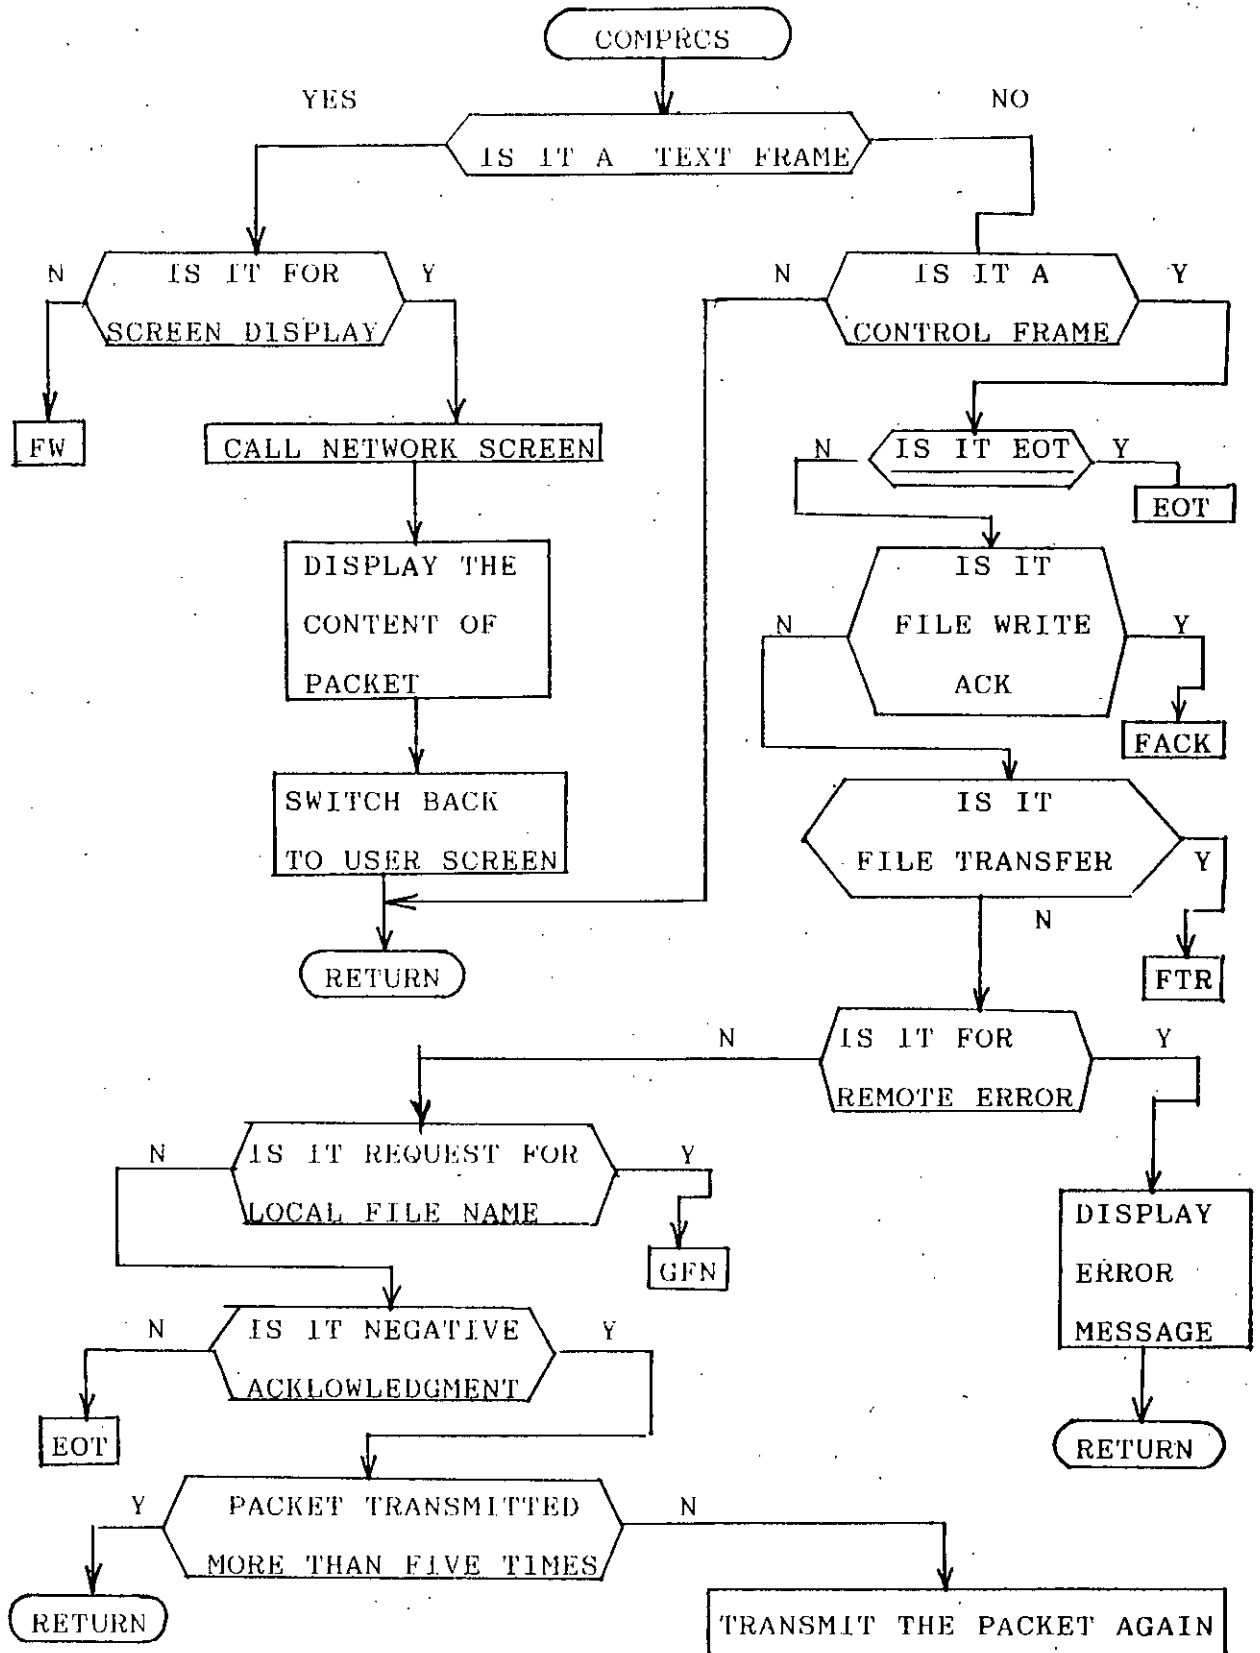 COMPRCS
YES
NO
IS IT A TEXT FRAME
N
IS IT FOR
Y
SCREEN DISPLAY
N
IS IT A
Y
CONTROL FRAME
FW
CALL NETWORK SCREEN
N
IS IT EOT
Y
EOT
DISPLAY THE
CONTENT OF
PACKET
IS IT
N
FILE WRITE
Y
ACK
FACK
SWITCH BACK
TO USER SCREEN
IS IT
FILE TRANSFER
Y
N
FTR
RETURN
N
IS IT FOR
Y
REMOTE ERROR
N
IS IT REQUEST FOR
Y
LOCAL FILE NAME
GFN
DISPLAY
ERROR
MESSAGE
N
IS IT NEGATIVE
Y
ACKLOWLEDGMENT
EOT
RETURN
Y
PACKET TRANSMITTED
N
MORE THAN FIVE TIMES
RETURN
TRANSMIT THE PACKET AGAIN